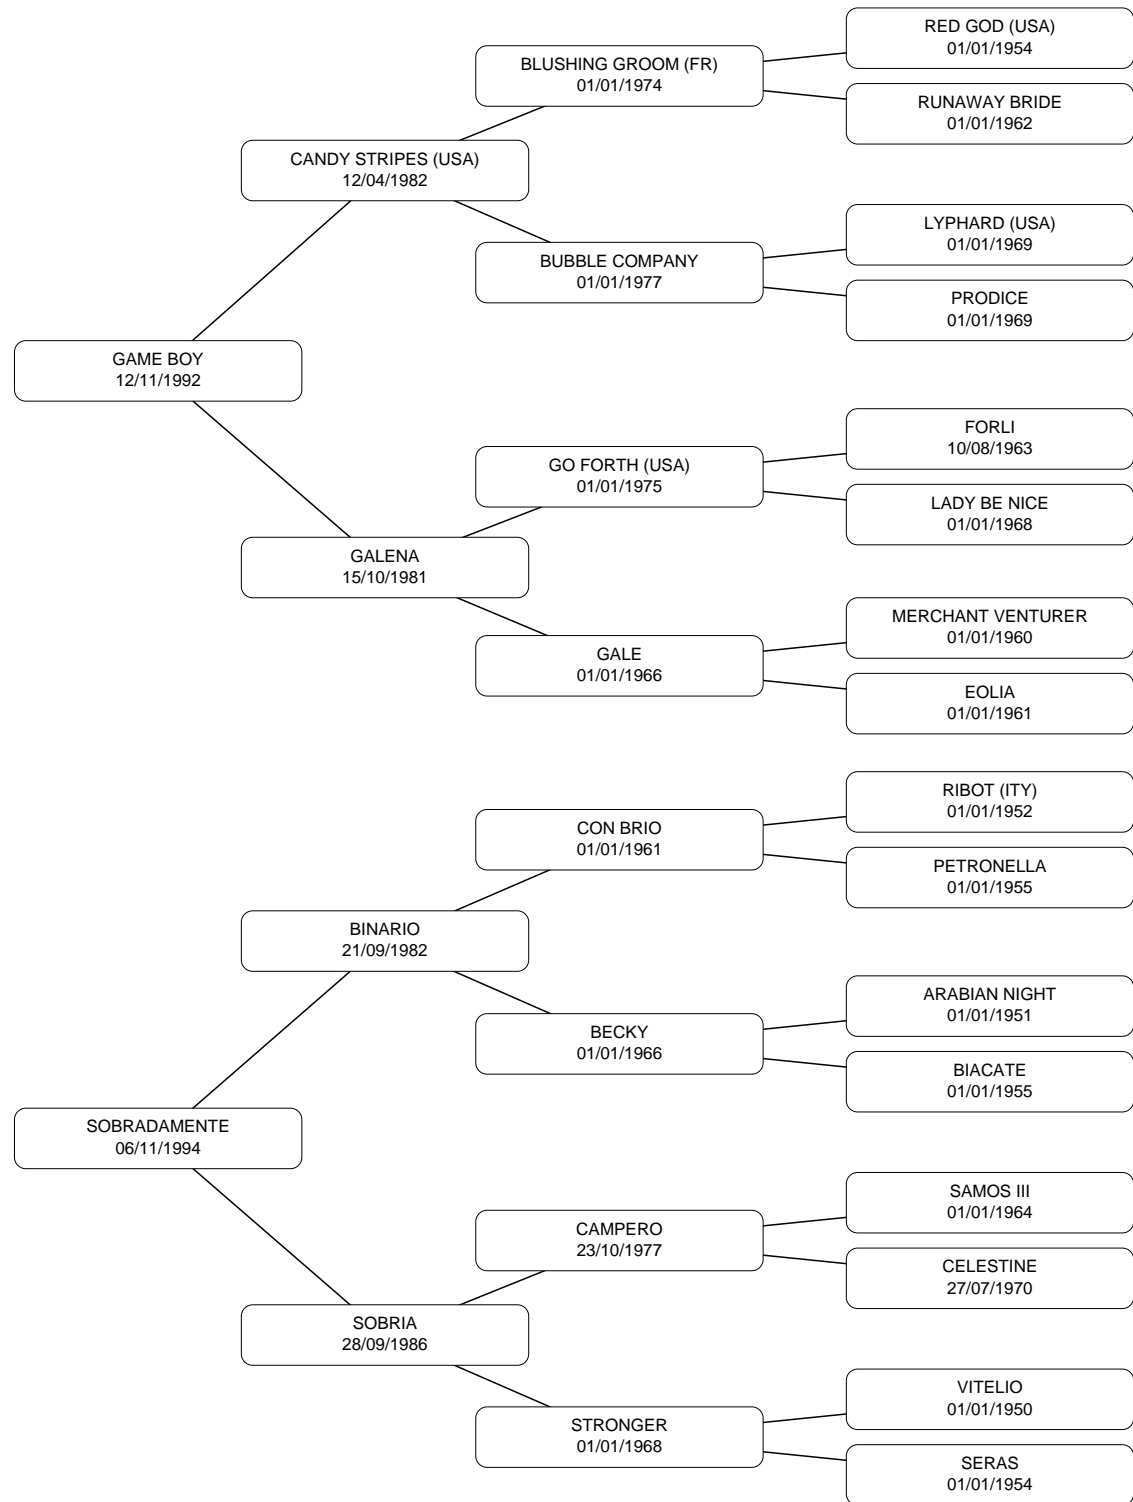 RED GOD (USA)
01/01/1954
BLUSHING GROOM (FR)
01/01/1974
RUNAWAY BRIDE
01/01/1962
CANDY STRIPES (USA)
12/04/1982
LYPHARD (USA)
01/01/1969
BUBBLE COMPANY
01/01/1977
PRODICE
01/01/1969
GAME BOY
12/11/1992
FORLI
10/08/1963
GO FORTH (USA)
01/01/1975
LADY BE NICE
01/01/1968
GALENA
15/10/1981
MERCHANT VENTURER
01/01/1960
GALE
01/01/1966
EOLIA
01/01/1961
RIBOT (ITY)
01/01/1952
CON BRIO
01/01/1961
PETRONELLA
01/01/1955
BINARIO
21/09/1982
ARABIAN NIGHT
01/01/1951
BECKY
01/01/1966
BIACATE
01/01/1955
SOBRADAMENTE
06/11/1994
SAMOS III
01/01/1964
CAMPERO
23/10/1977
CELESTINE
27/07/1970
SOBRIA
28/09/1986
VITELIO
01/01/1950
STRONGER
01/01/1968
SERAS
01/01/1954